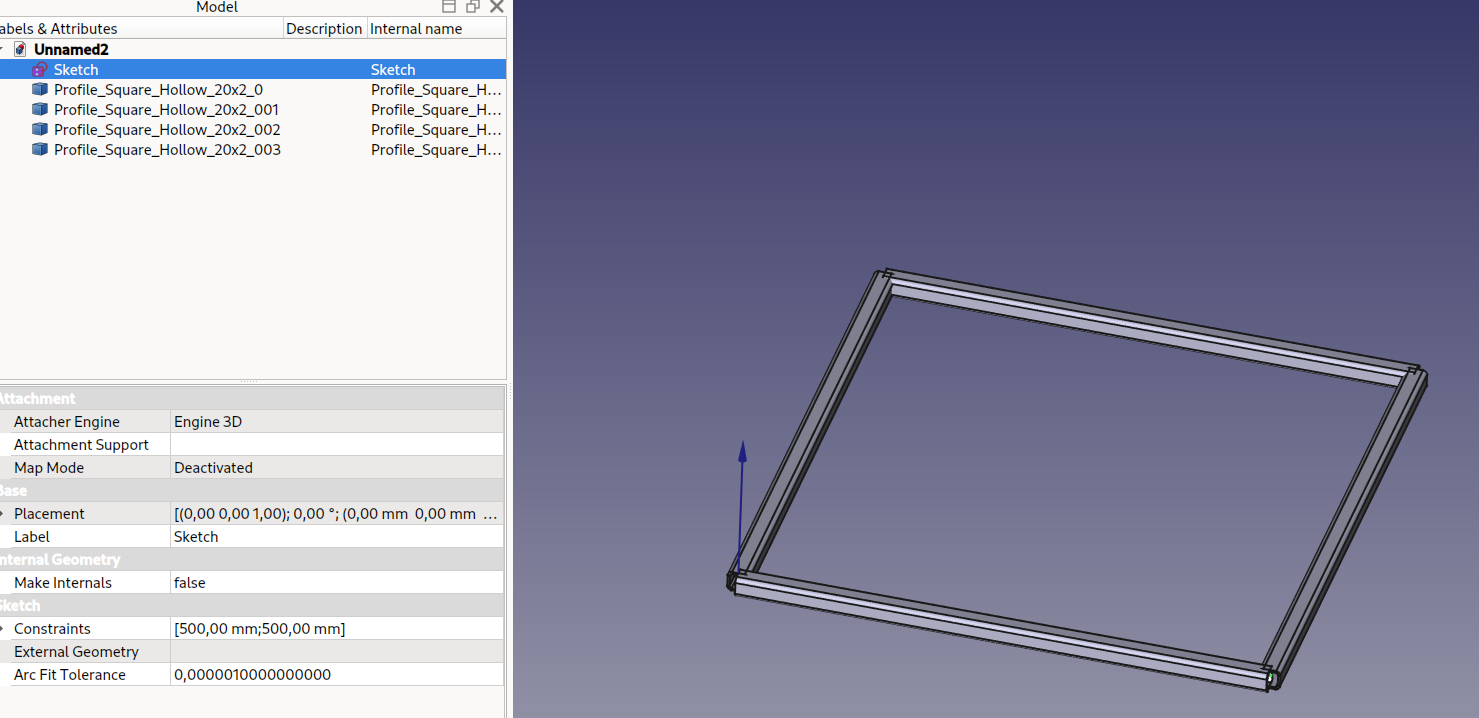 Model
abels & Attributes Description Internal name
Unnamed2
Sketch Sketch
Profile_Square_Hollow_20x2_0 Profile_Square_H...
Profile_Square_Hollow_20x2_001 Profile_Square_H...
Profile_Square_Hollow_20x2_002 Profile_Square_H...
Profile_Square_Hollow_20x2_003 Profile_Square_H...
Attachment
Attacher Engine Engine 3D
Attachment Support
Map Mode Deactivated
Base
Placement [(0,00 0,00 1,00); 0,00 °; (0,00 mm 0,00 mm ...
Label Sketch
nternal Geometry
Make Internals false
Sketch
Constraints [500,00 mm;500,00 mm]
External Geometry
Arc Fit Tolerance 0,0000010000000000